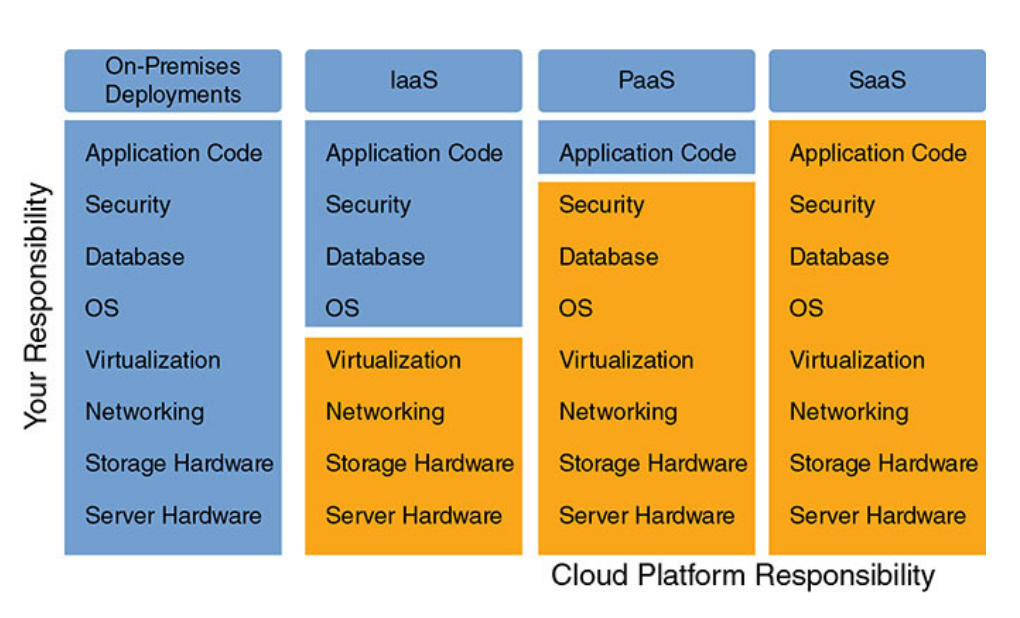 On-Premises
Deployments
IaaS
PaaS
SaaS
Your Responsibility
Application Code
Security
Database
OS
Virtualization
Networking
Storage Hardware
Server Hardware
Application Code
Security
Database
OS
Virtualization
Networking
Storage Hardware
Server Hardware
Application Code
Security
Database
OS
Virtualization
Networking
Storage Hardware
Server Hardware
Application Code
Security
Database
OS
Virtualization
Networking
Storage Hardware
Server Hardware
Cloud Platform Responsibility